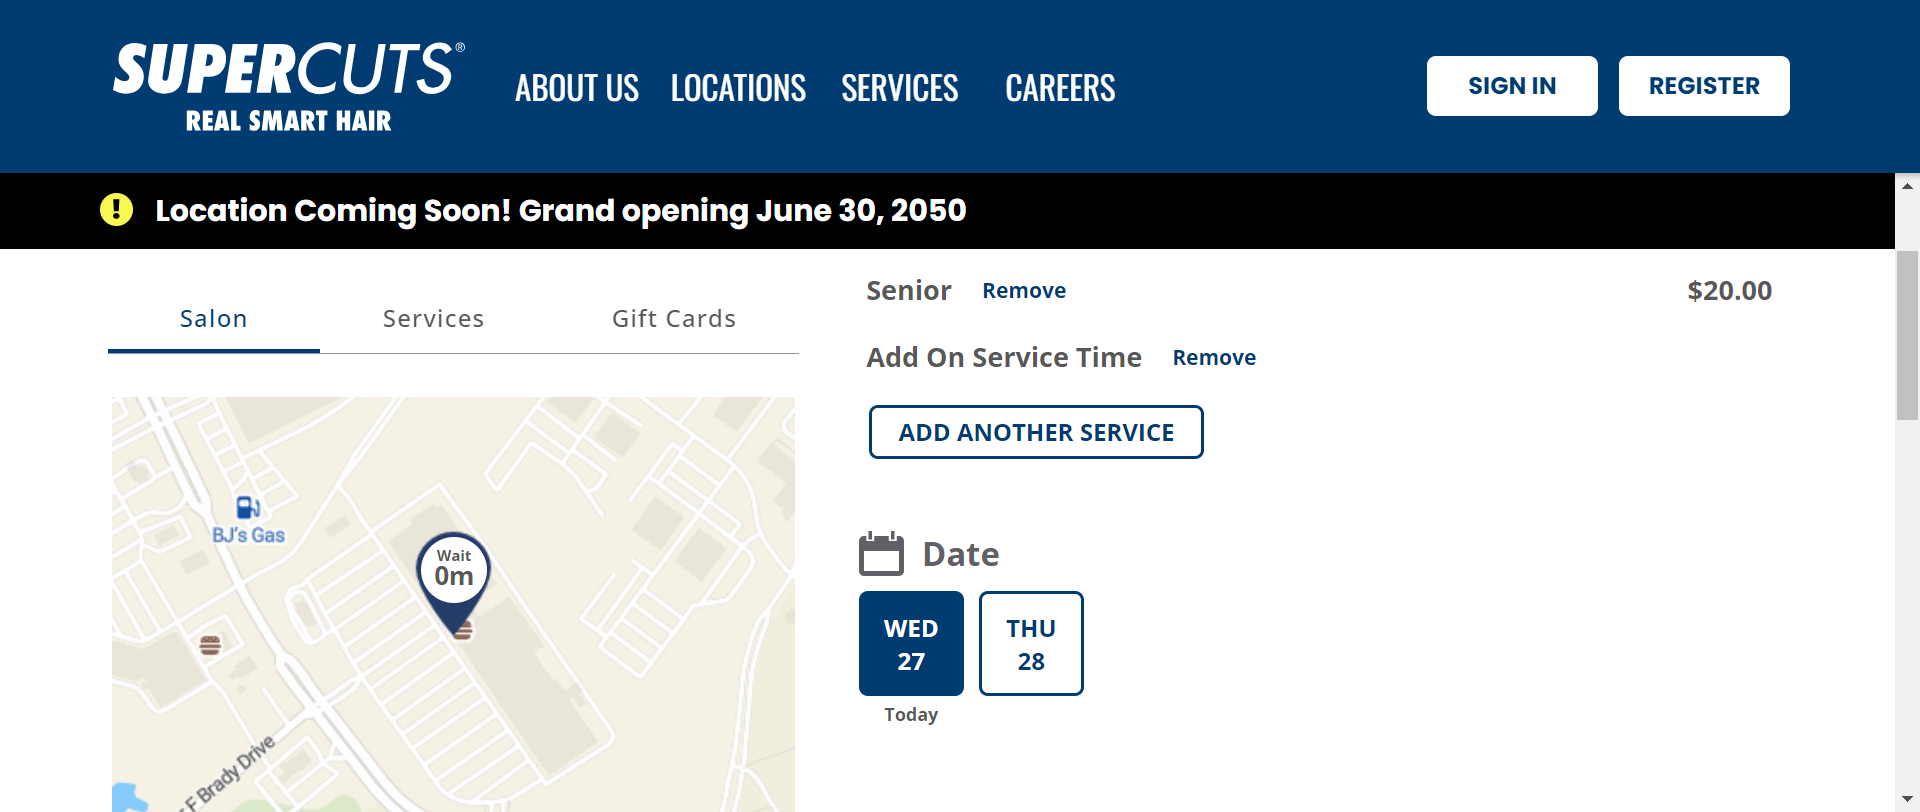 SUPERCUTS®
REAL SMART HAIR
ABOUT US
LOCATIONS
SERVICES
CAREERS
SIGN IN
REGISTER
Location Coming Soon! Grand opening June 30, 2050
Salon
Services
Gift Cards
BJ's Gas
Wait
0m
F Brady Drive
Senior Remove $20.00
Add On Service Time Remove
ADD ANOTHER SERVICE
Date
WED
27
THU
28
Today